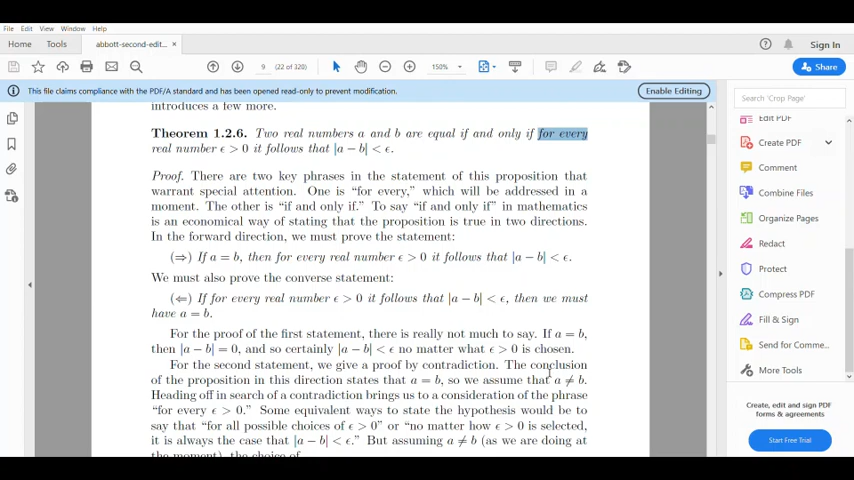 File Edit View Window Help
Home Tools abbott-second-edit... × Sign In
9 (22 of 320) 150% Share
This file claims compliance with the PDF/A standard and has been opened read-only to prevent modification. Enable Editing
introduces a few more.
Theorem 1.2.6. Two real numbers a and b are equal if and only if for every
real number ϵ > 0 it follows that |a − b| < ϵ.
Proof. There are two key phrases in the statement of this proposition that
warrant special attention. One is “for every,” which will be addressed in a
moment. The other is “if and only if.” To say “if and only if” in mathematics
is an economical way of stating that the proposition is true in two directions.
In the forward direction, we must prove the statement:
(⇒) If a = b, then for every real number ϵ > 0 it follows that |a − b| < ϵ.
We must also prove the converse statement:
(⇐) If for every real number ϵ > 0 it follows that |a − b| < ϵ, then we must
have a = b.
For the proof of the first statement, there is really not much to say. If a = b,
then |a − b| = 0, and so certainly |a − b| < ϵ no matter what ϵ > 0 is chosen.
For the second statement, we give a proof by contradiction. The conclusion
of the proposition in this direction states that a = b, so we assume that a ≠ b.
Heading off in search of a contradiction brings us to a consideration of the phrase
“for every ϵ > 0.” Some equivalent ways to state the hypothesis would be to
say that “for all possible choices of ϵ > 0” or “no matter how ϵ > 0 is selected,
it is always the case that |a − b| < ϵ.” But assuming a ≠ b (as we are doing at
the moment), the choice of
Search 'Crop Page'
Edit PDF
Create PDF
Comment
Combine Files
Organize Pages
Redact
Protect
Compress PDF
Fill & Sign
Send for Comme...
More Tools
Create, edit and sign PDF
forms & agreements
Start Free Trial